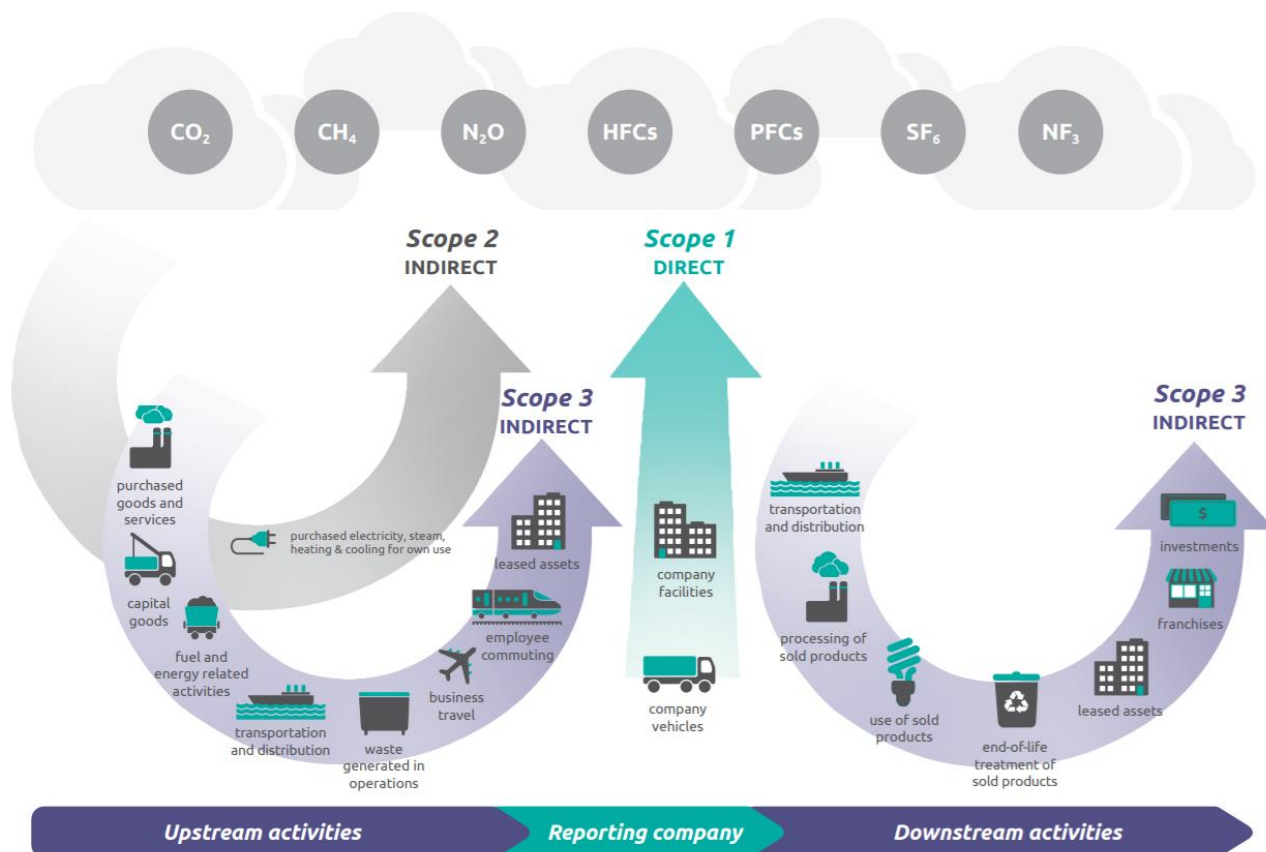 CO₂
CH₄
N₂O
HFCs
PFCs
SF₆
NF₃
Scope 2
INDIRECT
Scope 1
DIRECT
Scope 3
INDIRECT
Scope 3
INDIRECT
purchased
goods and
services
capital
goods
fuel and
energy related
activities
transportation
and distribution
waste
generated in
operations
business
travel
employee
commuting
leased assets
purchased electricity, steam,
heating & cooling for own use
company
facilities
company
vehicles
transportation
and distribution
processing of
sold products
use of sold
products
end-of-life
treatment of
sold products
leased assets
franchises
investments
$
Upstream activities
Reporting company
Downstream activities